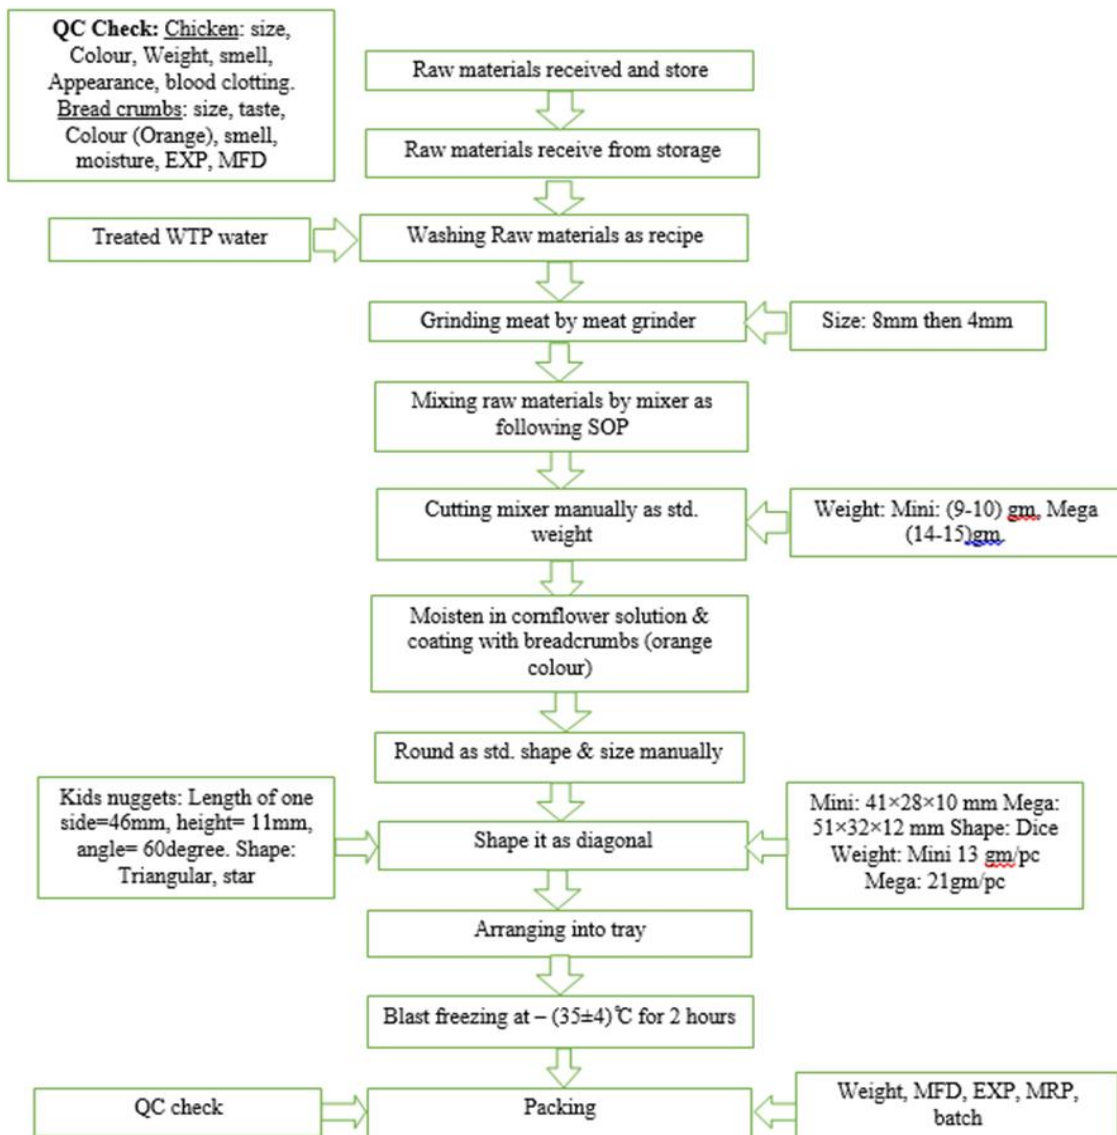 QC Check: Chicken: size,
Colour, Weight, smell,
Appearance, blood clotting.
Bread crumbs: size, taste,
Colour (Orange), smell,
moisture, EXP, MFD
Raw materials received and store
Raw materials receive from storage
Treated WTP water
Washing Raw materials as recipe
Grinding meat by meat grinder
Size: 8mm then 4mm
Mixing raw materials by mixer as
following SOP
Cutting mixer manually as std.
weight
Weight: Mini: (9-10) gm, Mega
(14-15)gm.
Moisten in cornflower solution &
coating with breadcrumbs (orange
colour)
Round as std. shape & size manually
Kids nuggets: Length of one
side=46mm, height= 11mm,
angle= 60degree. Shape:
Triangular, star
Shape it as diagonal
Mini: 41×28×10 mm Mega:
51×32×12 mm Shape: Dice
Weight: Mini 13 gm/pc
Mega: 21gm/pc
Arranging into tray
Blast freezing at – (35±4)℃ for 2 hours
QC check
Packing
Weight, MFD, EXP, MRP,
batch